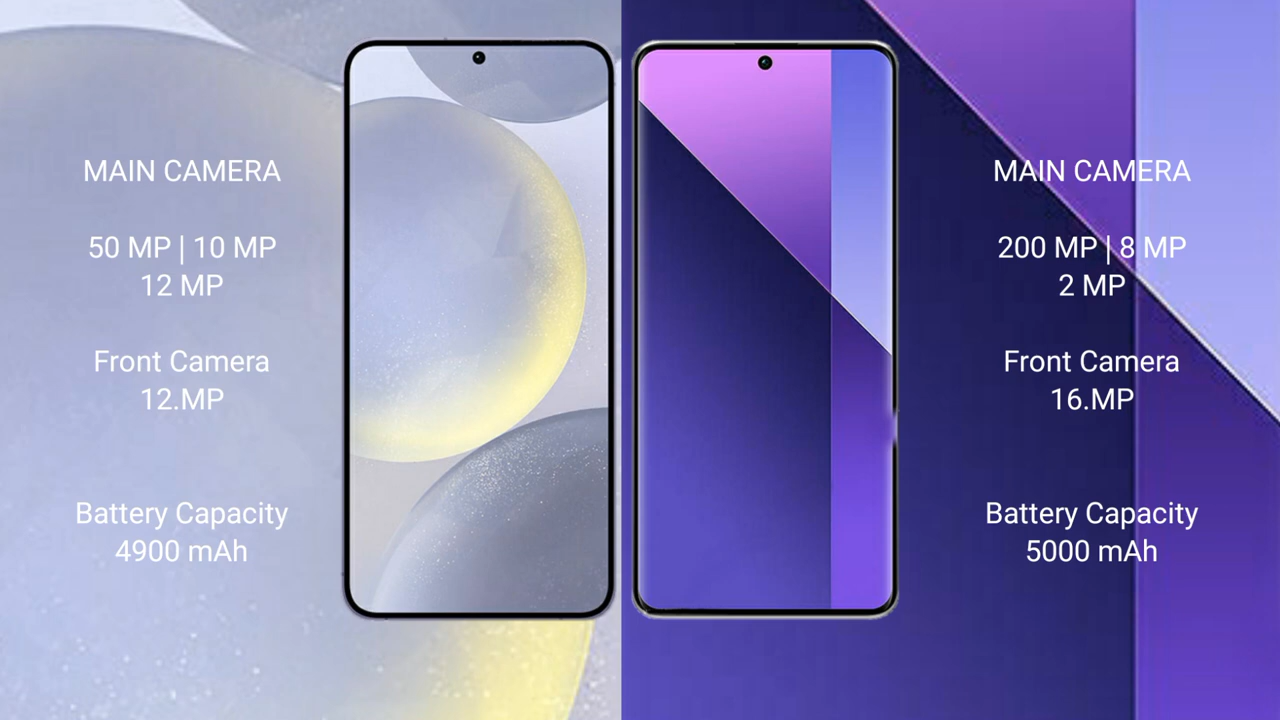 MAIN CAMERA
50 MP | 10 MP
12 MP
Front Camera
12.MP
Battery Capacity
4900 mAh
MAIN CAMERA
200 MP | 8 MP
2 MP
Front Camera
16.MP
Battery Capacity
5000 mAh